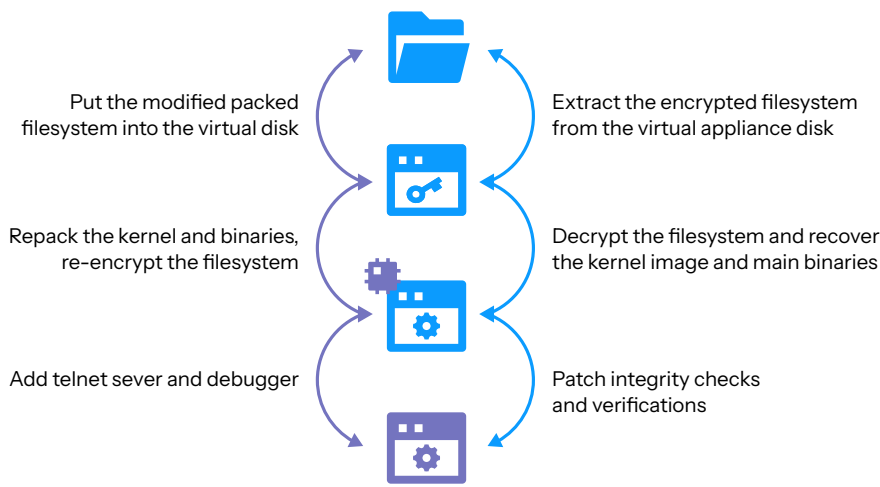 Put the modified packed
filesystem into the virtual disk
Extract the encrypted filesystem
from the virtual appliance disk
Repack the kernel and binaries,
re-encrypt the filesystem
Decrypt the filesystem and recover
the kernel image and main binaries
Add telnet sever and debugger
Patch integrity checks
and verifications